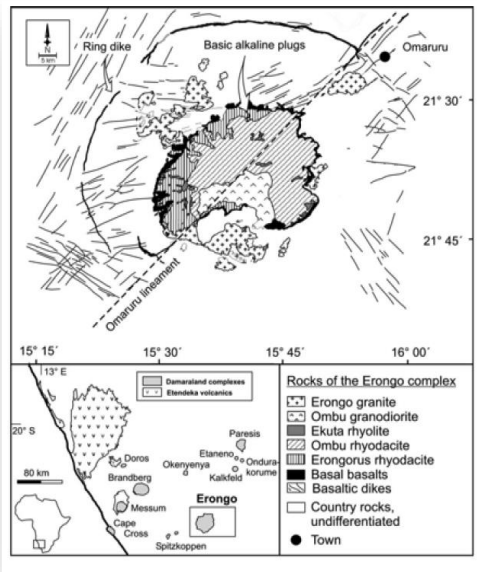 N
5 km
Ring dike
Basic alkaline plugs
Omaruru
21° 30´
21° 45´
Omaruru lineament
15° 15´
15° 30´
15° 45´
16° 00´
13° E
20° S
Damaraland complexes
Etendeka volcanics
Doros
Brandberg
Messum
Cape
Cross
Okenyenya
Paresis
Etaneno
Ondura-
korume
Kalkfeld
Erongo
Spitzkoppen
80 km
Rocks of the Erongo complex
Erongo granite
Ombu granodiorite
Ekuta rhyolite
Ombu rhyodacite
Erongorus rhyodacite
Basal basalts
Basaltic dikes
Country rocks,
undifferentiated
Town